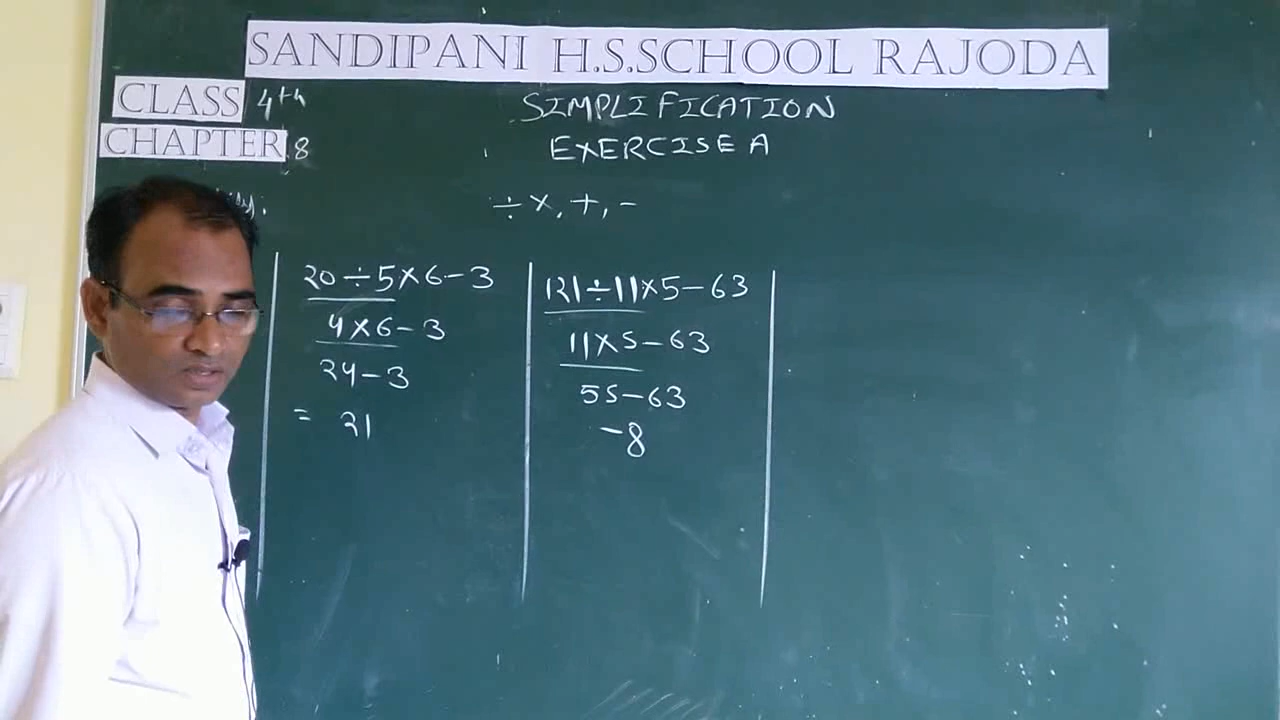 SANDIPANI H.S.SCHOOL RAJODA
CLASS 4th
SIMPLIFICATION
CHAPTER 8
EXERCISE A
÷ ×, +, -
20 ÷ 5 × 6 - 3
4 × 6 - 3
24 - 3
= 21
121 ÷ 11 × 5 - 63
11 × 5 - 63
55 - 63
-8